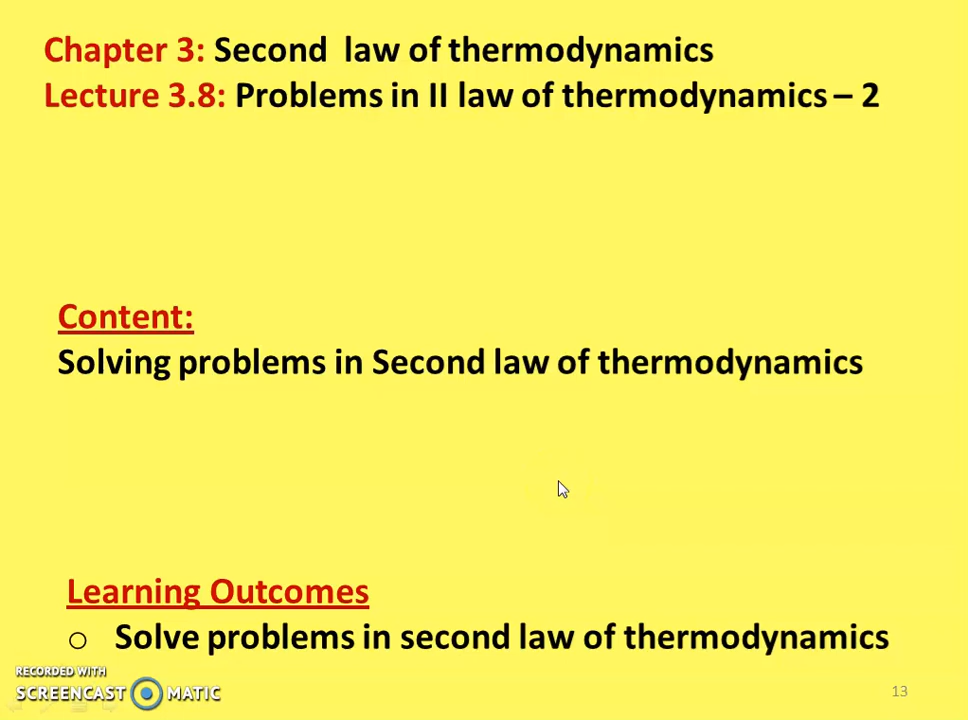 Chapter 3: Second law of thermodynamics
Lecture 3.8: Problems in II law of thermodynamics – 2
Content:
Solving problems in Second law of thermodynamics
Learning Outcomes
o Solve problems in second law of thermodynamics
RECORDED WITH
SCREENCAST MATIC
13